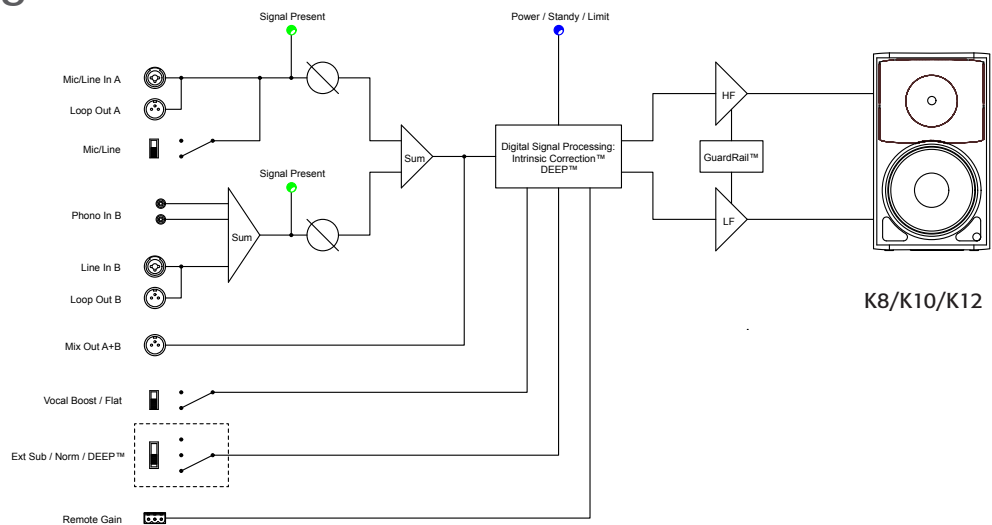 Signal Present
Power / Standy / Limit
Mic/Line In A
Loop Out A
Mic/Line
HF
Sum
Digital Signal Processing:
Intrinsic Correction™
DEEP™
GuardRail™
Signal Present
Phono In B
Sum
LF
Line In B
Loop Out B
K8/K10/K12
Mix Out A+B
Vocal Boost / Flat
Ext Sub / Norm / DEEP™
Remote Gain